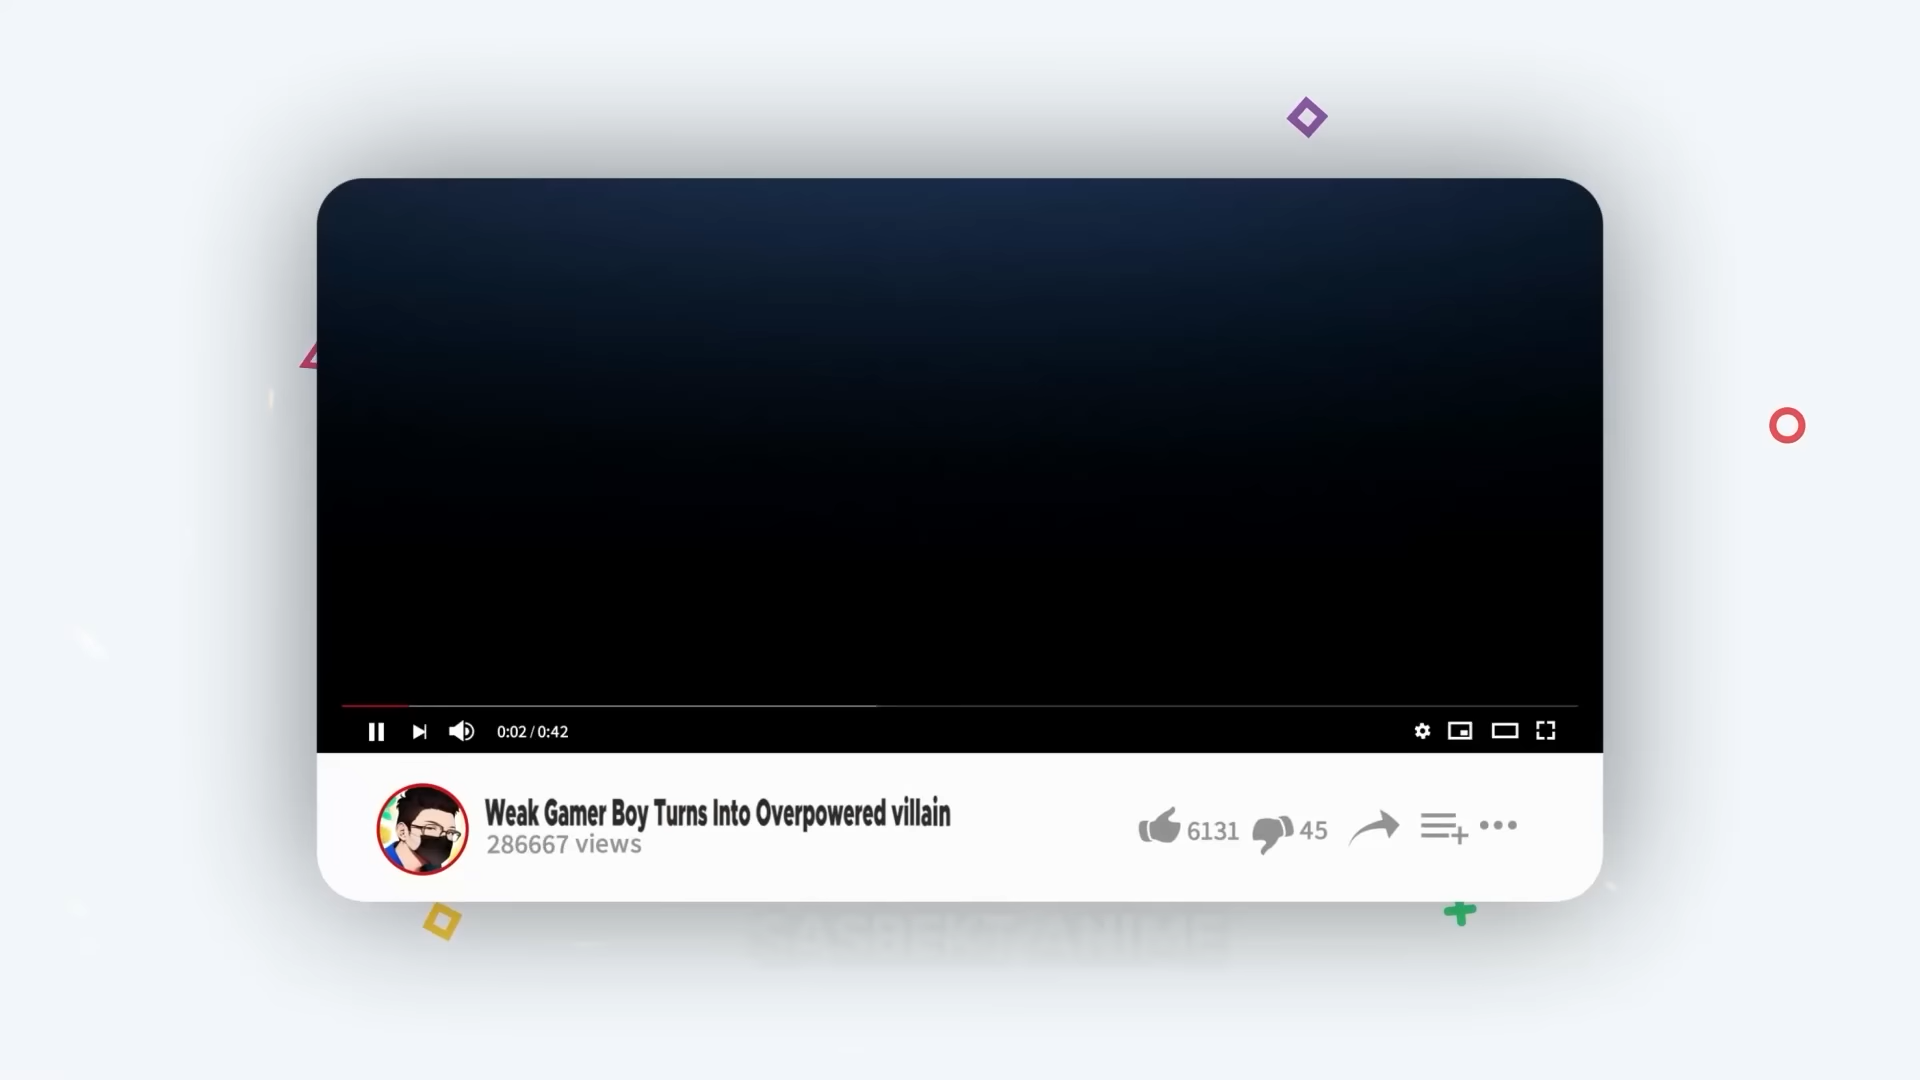 0:02 / 0:42
Weak Gamer Boy Turns Into Overpowered villain
286667 views
6131
45